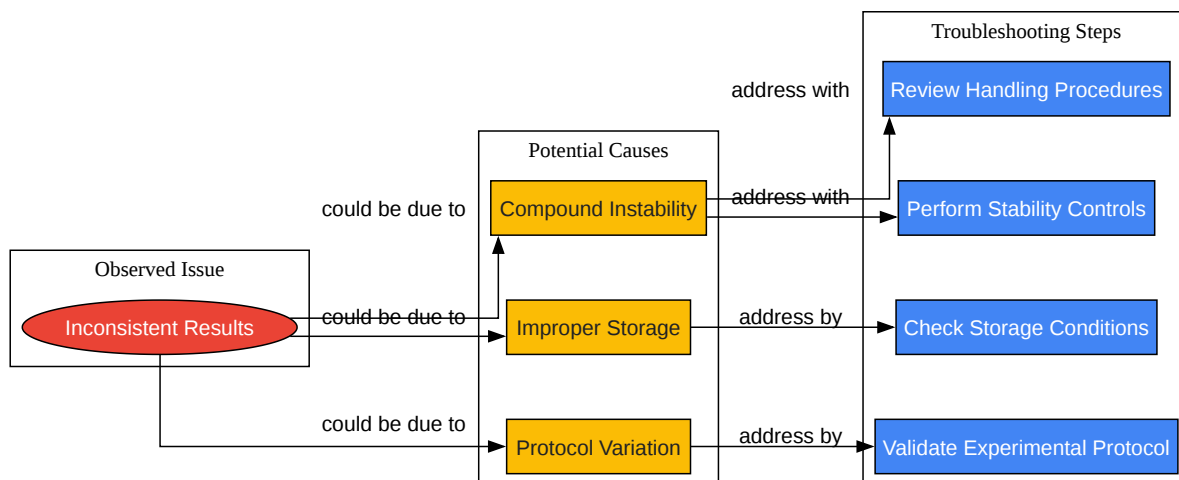 Troubleshooting Steps
address with
Review Handling Procedures
Potential Causes
could be due to
Compound Instability
address with
Perform Stability Controls
Observed Issue
Inconsistent Results
could be due to
Improper Storage
address by
Check Storage Conditions
could be due to
Protocol Variation
address by
Validate Experimental Protocol